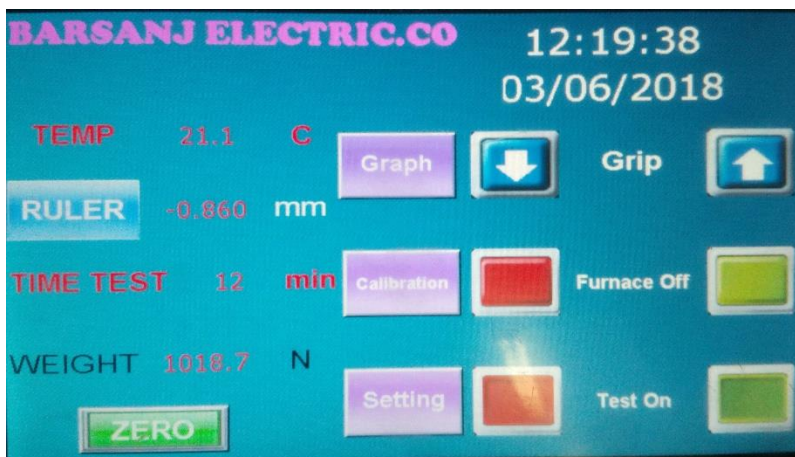 BARSANJ ELECTRIC.CO
12:19:38
03/06/2018
TEMP 21.1 C
Graph
Grip
RULER -0.860 mm
TIME TEST 12 min
Calibration
Furnace Off
WEIGHT 1018.7 N
Setting
Test On
ZERO